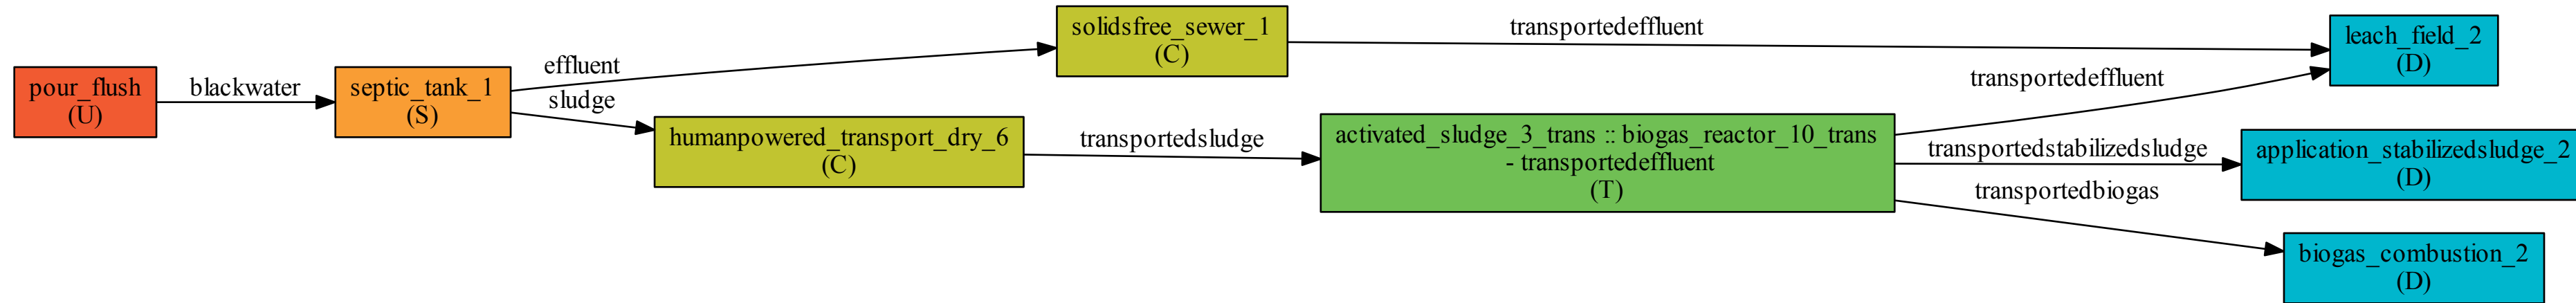 pour_flush
(U)
blackwater
septic_tank_1
(S)
effluent
sludge
solidsfree_sewer_1
(C)
humanpowered_transport_dry_6
(C)
transportedeffluent
transportedsludge
activated_sludge_3_trans :: biogas_reactor_10_trans
- transportedeffluent
(T)
transportedeffluent
transportedstabilizedsludge
transportedbiogas
leach_field_2
(D)
application_stabilizedsludge_2
(D)
biogas_combustion_2
(D)